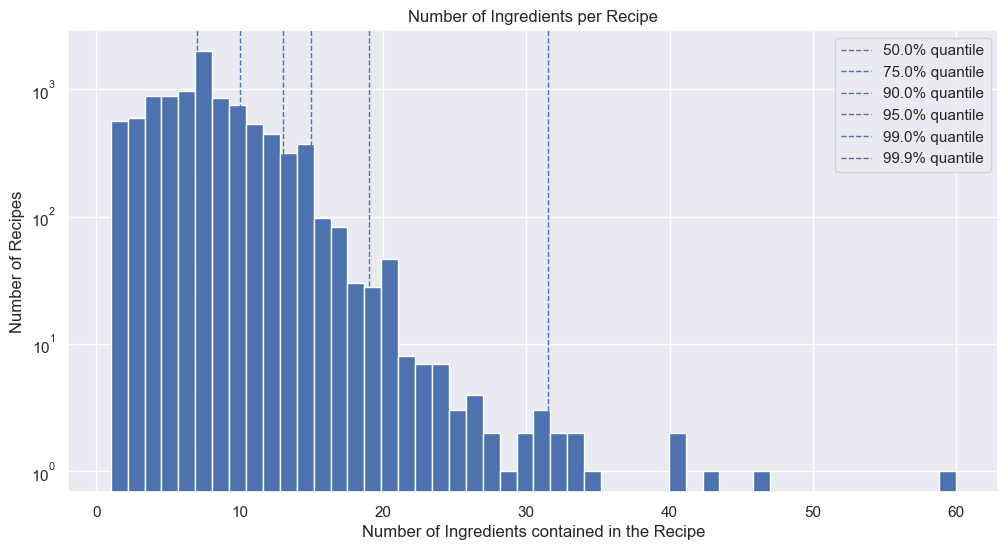 Number of Ingredients per Recipe
50.0% quantile
75.0% quantile
90.0% quantile
95.0% quantile
99.0% quantile
99.9% quantile
Number of Recipes
10³
10²
10¹
10⁰
0 10 20 30 40 50 60
Number of Ingredients contained in the Recipe